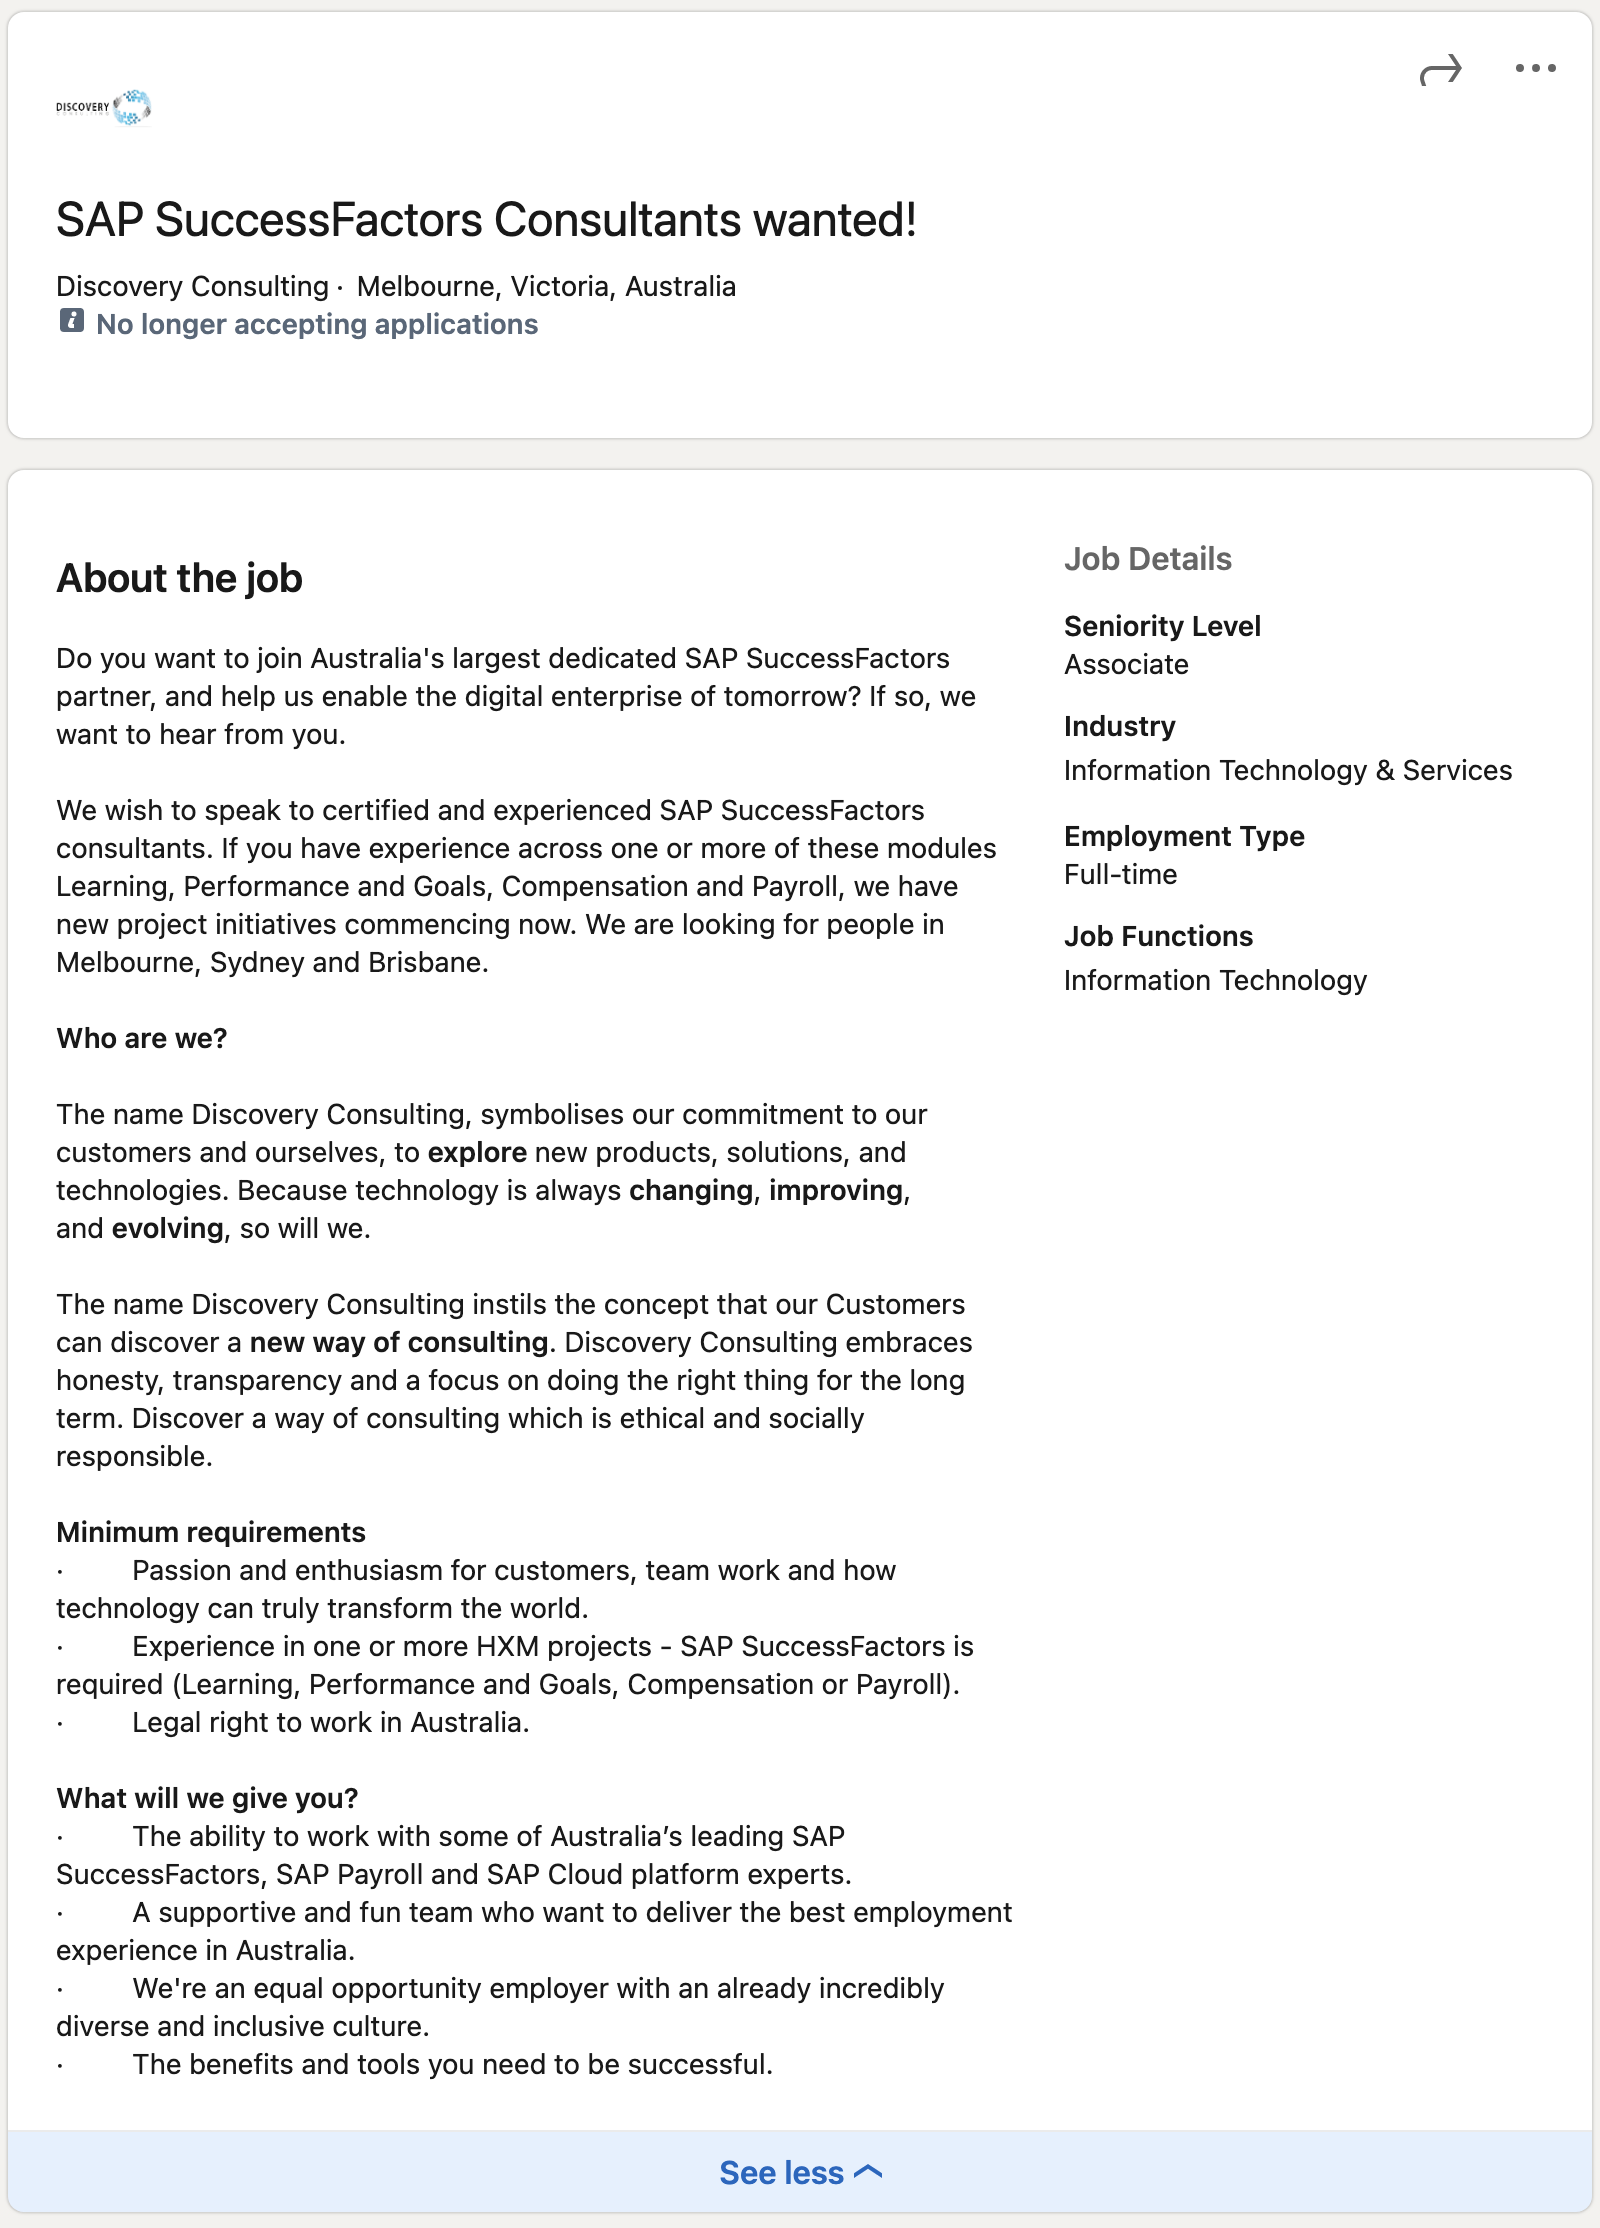 DISCOVERY
CONSULTING
SAP SuccessFactors Consultants wanted!
Discovery Consulting · Melbourne, Victoria, Australia
No longer accepting applications
About the job
Do you want to join Australia's largest dedicated SAP SuccessFactors
partner, and help us enable the digital enterprise of tomorrow? If so, we
want to hear from you.
We wish to speak to certified and experienced SAP SuccessFactors
consultants. If you have experience across one or more of these modules
Learning, Performance and Goals, Compensation and Payroll, we have
new project initiatives commencing now. We are looking for people in
Melbourne, Sydney and Brisbane.
Who are we?
The name Discovery Consulting, symbolises our commitment to our
customers and ourselves, to explore new products, solutions, and
technologies. Because technology is always changing, improving,
and evolving, so will we.
The name Discovery Consulting instils the concept that our Customers
can discover a new way of consulting. Discovery Consulting embraces
honesty, transparency and a focus on doing the right thing for the long
term. Discover a way of consulting which is ethical and socially
responsible.
Minimum requirements
· Passion and enthusiasm for customers, team work and how
technology can truly transform the world.
· Experience in one or more HXM projects - SAP SuccessFactors is
required (Learning, Performance and Goals, Compensation or Payroll).
· Legal right to work in Australia.
What will we give you?
· The ability to work with some of Australia’s leading SAP
SuccessFactors, SAP Payroll and SAP Cloud platform experts.
· A supportive and fun team who want to deliver the best employment
experience in Australia.
· We're an equal opportunity employer with an already incredibly
diverse and inclusive culture.
· The benefits and tools you need to be successful.
Job Details
Seniority Level
Associate
Industry
Information Technology & Services
Employment Type
Full-time
Job Functions
Information Technology
See less